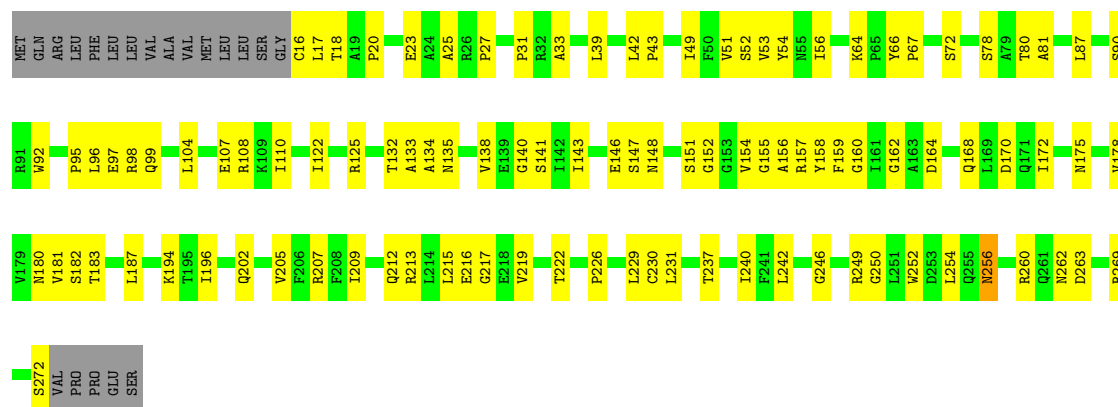 MET GLN ARG LEU PHE LEU LEU VAL ALA VAL MET LEU LEU SER GLY C16 L17 T18 A19 P20 E23 A24 A25 R26 P27 P31 R32 A33 L39 L42 P43 I49 F50 V51 S52 V53 Y54 N55 I56 K64 P65 Y66 P67 S72 S78 A79 T80 A81 L87 S90
R91 W92 P95 L96 E97 R98 Q99 L104 E107 R108 K109 I110 I122 R125 T132 A133 A134 N135 V138 E139 G140 S141 I142 I143 E146 S147 N148 S151 G152 G153 V154 G155 A156 R157 Y158 F159 G160 I161 G162 A163 D164 Q168 L169 D170 Q171 I172 N175 V178
V179 N180 V181 S182 T183 L187 K194 T195 I196 Q202 V205 F206 R207 F208 I209 Q212 R213 L214 L215 E216 G217 E218 V219 T222 P226 L229 C230 L231 T237 I240 F241 L242 G246 R249 G250 L251 W252 D253 L254 Q255 N256 R260 Q261 N262 D263 R269
S272 VAL PRO PRO GLU SER